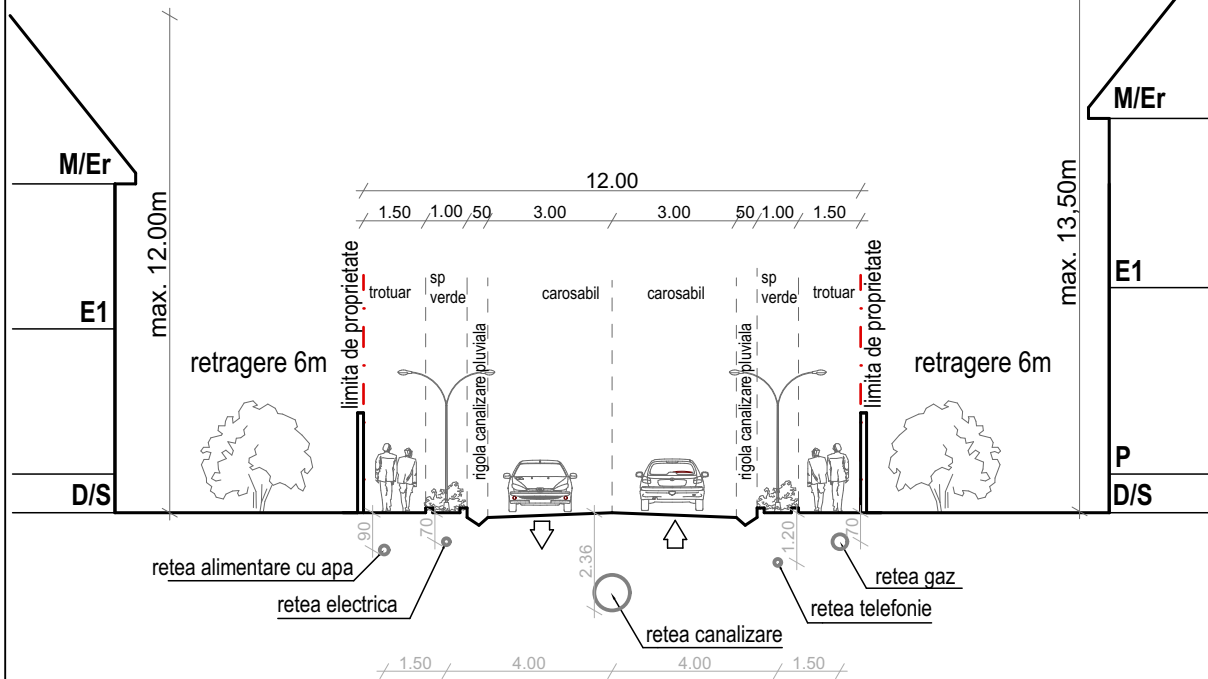 M/Er
M/Er
max. 12.00m
max. 13,50m
12.00
1.50 1.00 50 3.00 3.00 50 1.00 1.50
limita de proprietate
trotuar
sp
verde
rigola canalizare pluviala
carosabil
carosabil
rigola canalizare pluviala
sp
verde
trotuar
limita de proprietate
E1
E1
retragere 6m
retragere 6m
P
D/S
D/S
90
70
2.36
1.20
70
retea alimentare cu apa
retea electrica
retea canalizare
retea telefonie
retea gaz
1.50 4.00 4.00 1.50